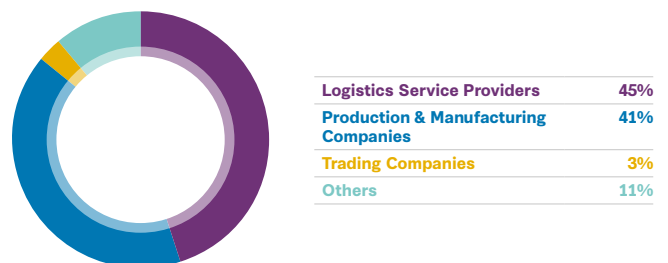 Logistics Service Providers 45%
Production & Manufacturing 41%
Companies
Trading Companies 3%
Others 11%